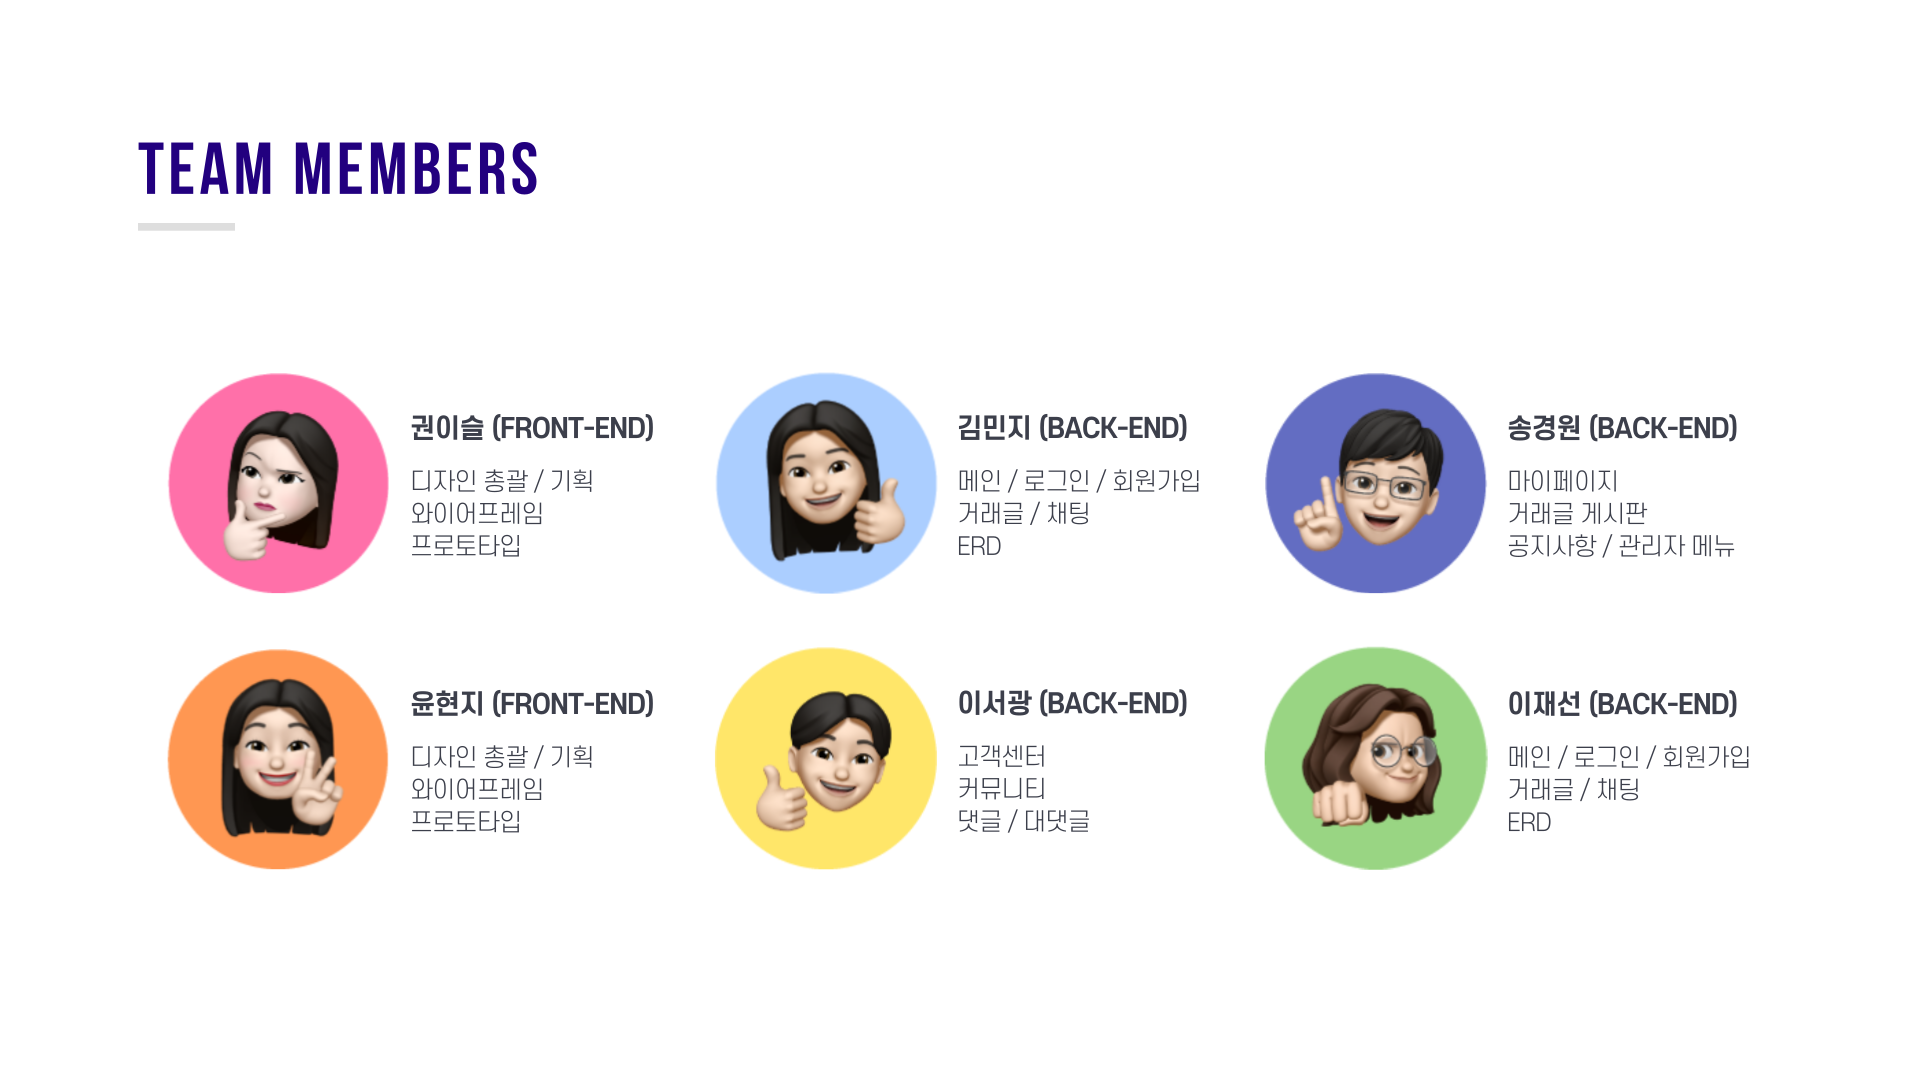 TEAM MEMBERS
권이슬 (FRONT-END)
디자인 총괄 / 기획
와이어프레임
프로토타입
김민지 (BACK-END)
메인 / 로그인 / 회원가입
거래글 / 채팅
ERD
송경원 (BACK-END)
마이페이지
거래글 게시판
공지사항 / 관리자 메뉴
윤현지 (FRONT-END)
디자인 총괄 / 기획
와이어프레임
프로토타입
이서광 (BACK-END)
고객센터
커뮤니티
댓글 / 대댓글
이재선 (BACK-END)
메인 / 로그인 / 회원가입
거래글 / 채팅
ERD